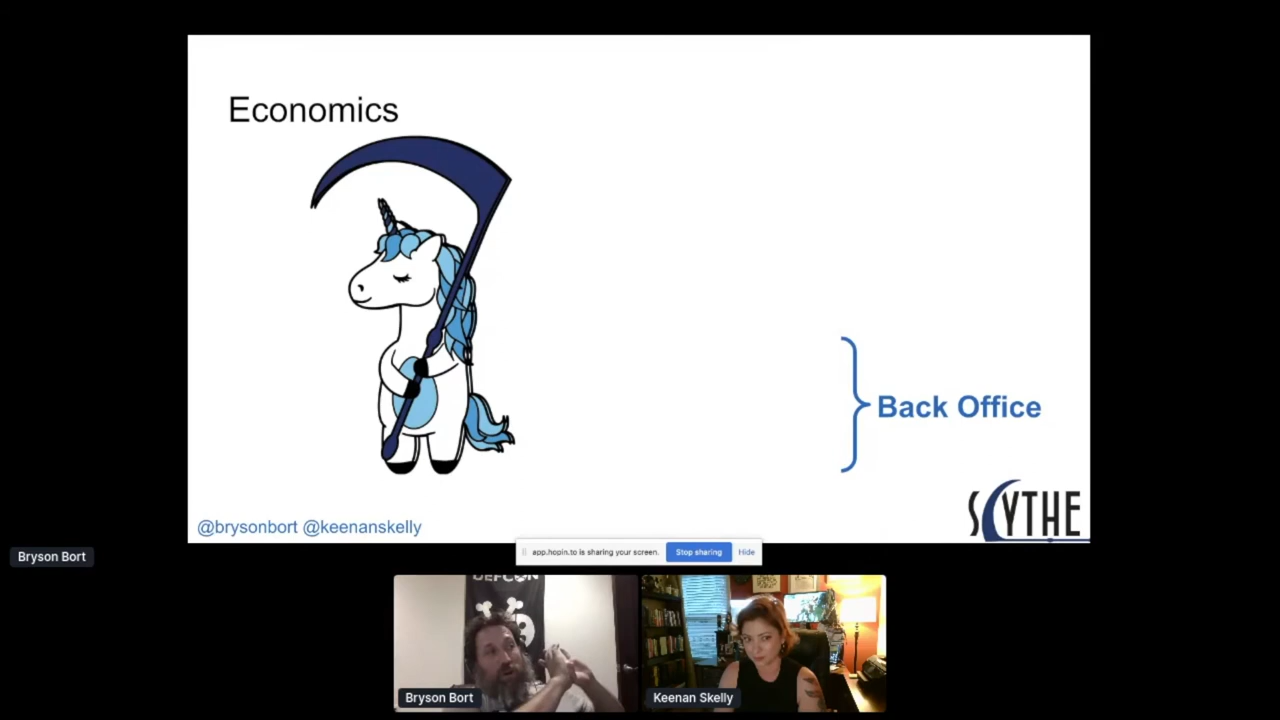 Economics
Back Office
SCYTHE
@brysonbort @keenanskelly
Bryson Bort
app.hopin.to is sharing your screen.
Stop sharing
Hide
DEFCON
Bryson Bort
Keenan Skelly